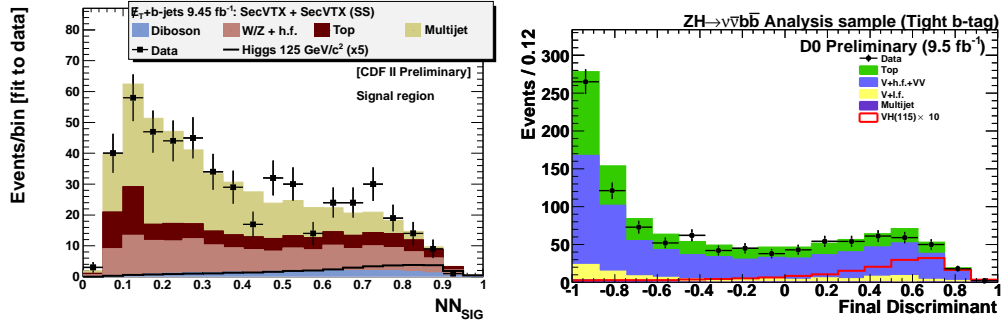 E̸T+b-jets 9.45 fb⁻¹: SecVTX + SecVTX (SS)
Diboson W/Z + h.f. Top Multijet
Data Higgs 125 GeV/c² (x5)
[CDF II Preliminary]
Signal region
Events/bin [fit to data]
80
70
60
50
40
30
20
10
0
0 0.1 0.2 0.3 0.4 0.5 0.6 0.7 0.8 0.9 1
NN_SIG
ZH→νν̅bb̅ Analysis sample (Tight b-tag)
D0 Preliminary (9.5 fb⁻¹)
Data
Top
V+h.f.+VV
V+l.f.
Multijet
VH(115)× 10
Events / 0.12
350
300
250
200
150
100
50
0
-1 -0.8 -0.6 -0.4 -0.2 0 0.2 0.4 0.6 0.8 1
Final Discriminant